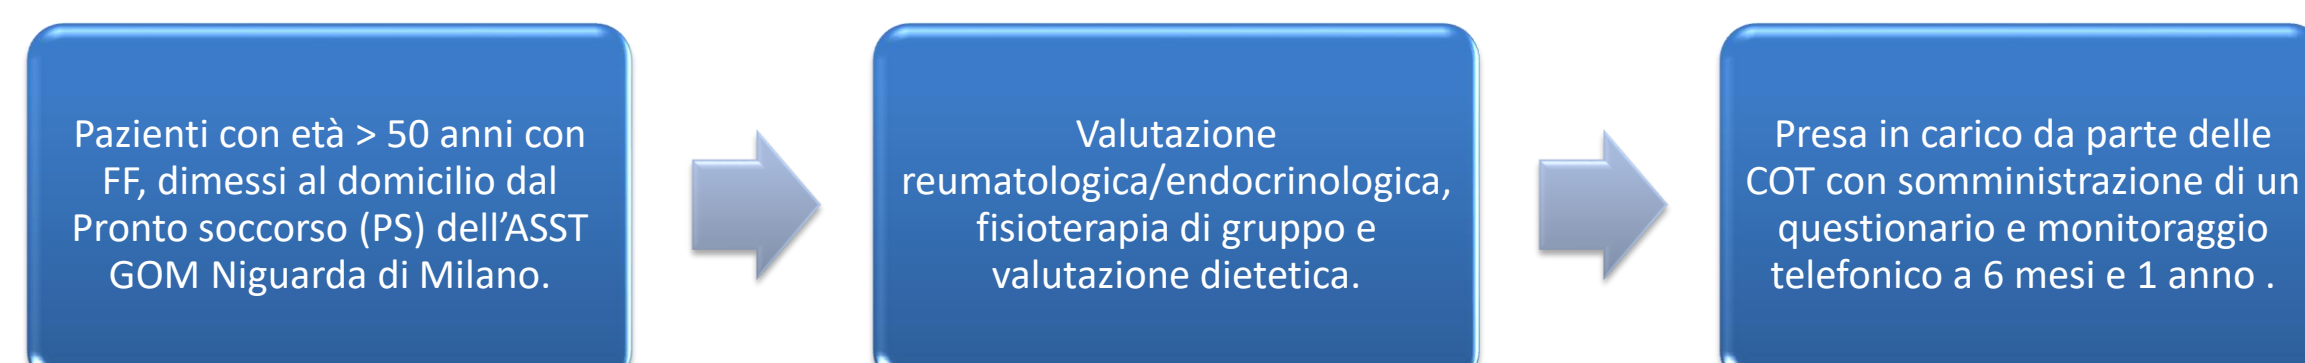 Pazienti con età > 50 anni con
FF, dimessi al domicilio dal
Pronto soccorso (PS) dell’ASST
GOM Niguarda di Milano.
Valutazione
reumatologica/endocrinologica,
fisioterapia di gruppo e
valutazione dietetica.
Presa in carico da parte delle
COT con somministrazione di un
questionario e monitoraggio
telefonico a 6 mesi e 1 anno .